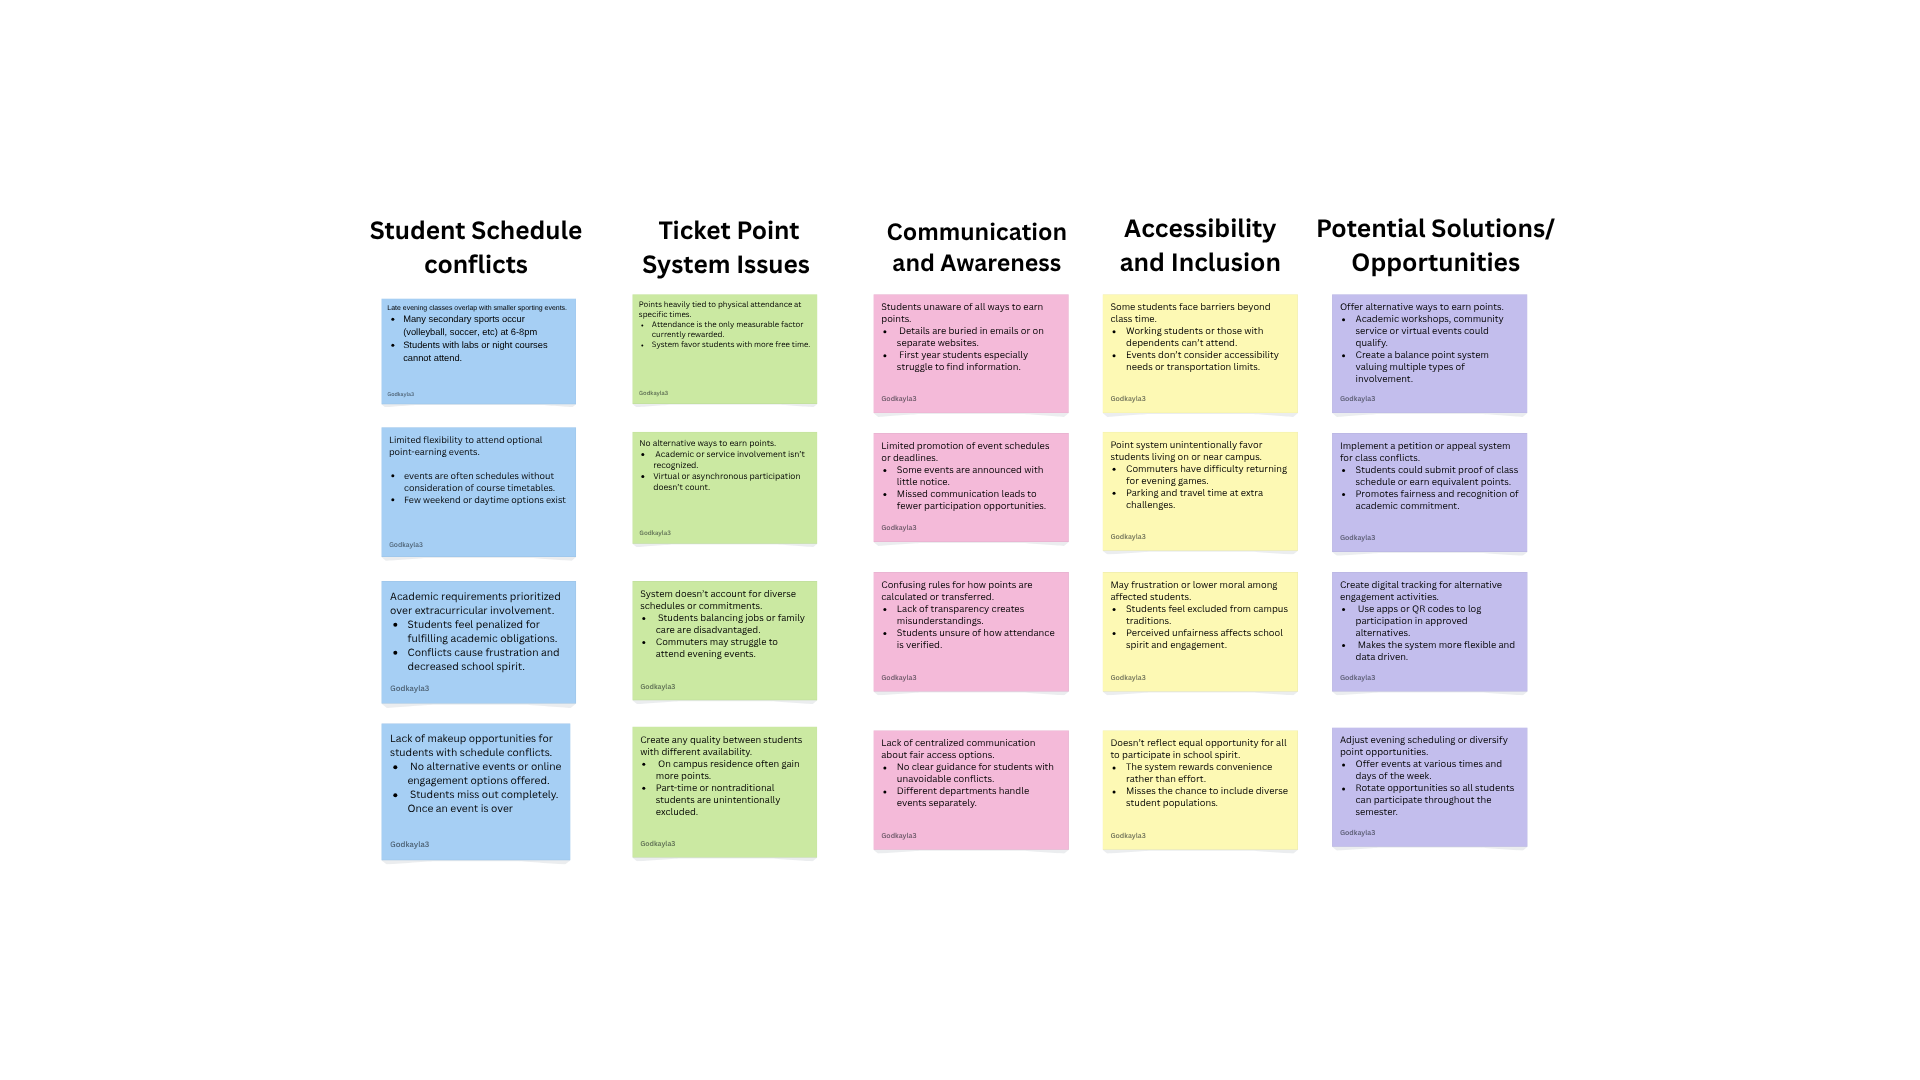 Student Schedule
conflicts
Late evening classes overlap with smaller sporting events.
• Many secondary sports occur
(volleyball, soccer, etc) at 6-8pm
• Students with labs or night courses
cannot attend.
Godkayla3
Limited flexibility to attend optional
point-earning events.
• events are often schedules without
consideration of course timetables.
• Few weekend or daytime options exist
Godkayla3
Academic requirements prioritized
over extracurricular involvement.
• Students feel penalized for
fulfilling academic obligations.
• Conflicts cause frustration and
decreased school spirit.
Godkayla3
Lack of makeup opportunities for
students with schedule conflicts.
• No alternative events or online
engagement options offered.
• Students miss out completely.
Once an event is over
Godkayla3
Ticket Point
System Issues
Points heavily tied to physical attendance at
specific times.
• Attendance is the only measurable factor
currently rewarded.
• System favor students with more free time.
Godkayla3
No alternative ways to earn points.
• Academic or service involvement isn't
recognized.
• Virtual or asynchronous participation
doesn't count.
Godkayla3
System doesn't account for diverse
schedules or commitments.
• Students balancing jobs or family
care are disadvantaged.
• Commuters may struggle to
attend evening events.
Godkayla3
Create any quality between students
with different availability.
• On campus residence often gain
more points.
• Part-time or nontraditional
students are unintentionally
excluded.
Godkayla3
Communication
and Awareness
Students unaware of all ways to earn
points.
• Details are buried in emails or on
separate websites.
• First year students especially
struggle to find information.
Godkayla3
Limited promotion of event schedules
or deadlines.
• Some events are announced with
little notice.
• Missed communication leads to
fewer participation opportunities.
Godkayla3
Confusing rules for how points are
calculated or transferred.
• Lack of transparency creates
misunderstandings.
• Students unsure of how attendance
is verified.
Godkayla3
Lack of centralized communication
about fair access options.
• No clear guidance for students with
unavoidable conflicts.
• Different departments handle
events separately.
Godkayla3
Accessibility
and Inclusion
Some students face barriers beyond
class time.
• Working students or those with
dependents can't attend.
• Events don't consider accessibility
needs or transportation limits.
Godkayla3
Point system unintentionally favor
students living on or near campus.
• Commuters have difficulty returning
for evening games.
• Parking and travel time at extra
challenges.
Godkayla3
May frustration or lower moral among
affected students.
• Students feel excluded from campus
traditions.
• Perceived unfairness affects school
spirit and engagement.
Godkayla3
Doesn't reflect equal opportunity for all
to participate in school spirit.
• The system rewards convenience
rather than effort.
• Misses the chance to include diverse
student populations.
Godkayla3
Potential Solutions/
Opportunities
Offer alternative ways to earn points.
• Academic workshops, community
service or virtual events could
qualify.
• Create a balance point system
valuing multiple types of
involvement.
Godkayla3
Implement a petition or appeal system
for class conflicts.
• Students could submit proof of class
schedule or earn equivalent points.
• Promotes fairness and recognition of
academic commitment.
Godkayla3
Create digital tracking for alternative
engagement activities.
• Use apps or QR codes to log
participation in approved
alternatives.
• Makes the system more flexible and
data driven.
Godkayla3
Adjust evening scheduling or diversify
point opportunities.
• Offer events at various times and
days of the week.
• Rotate opportunities so all students
can participate throughout the
semester.
Godkayla3